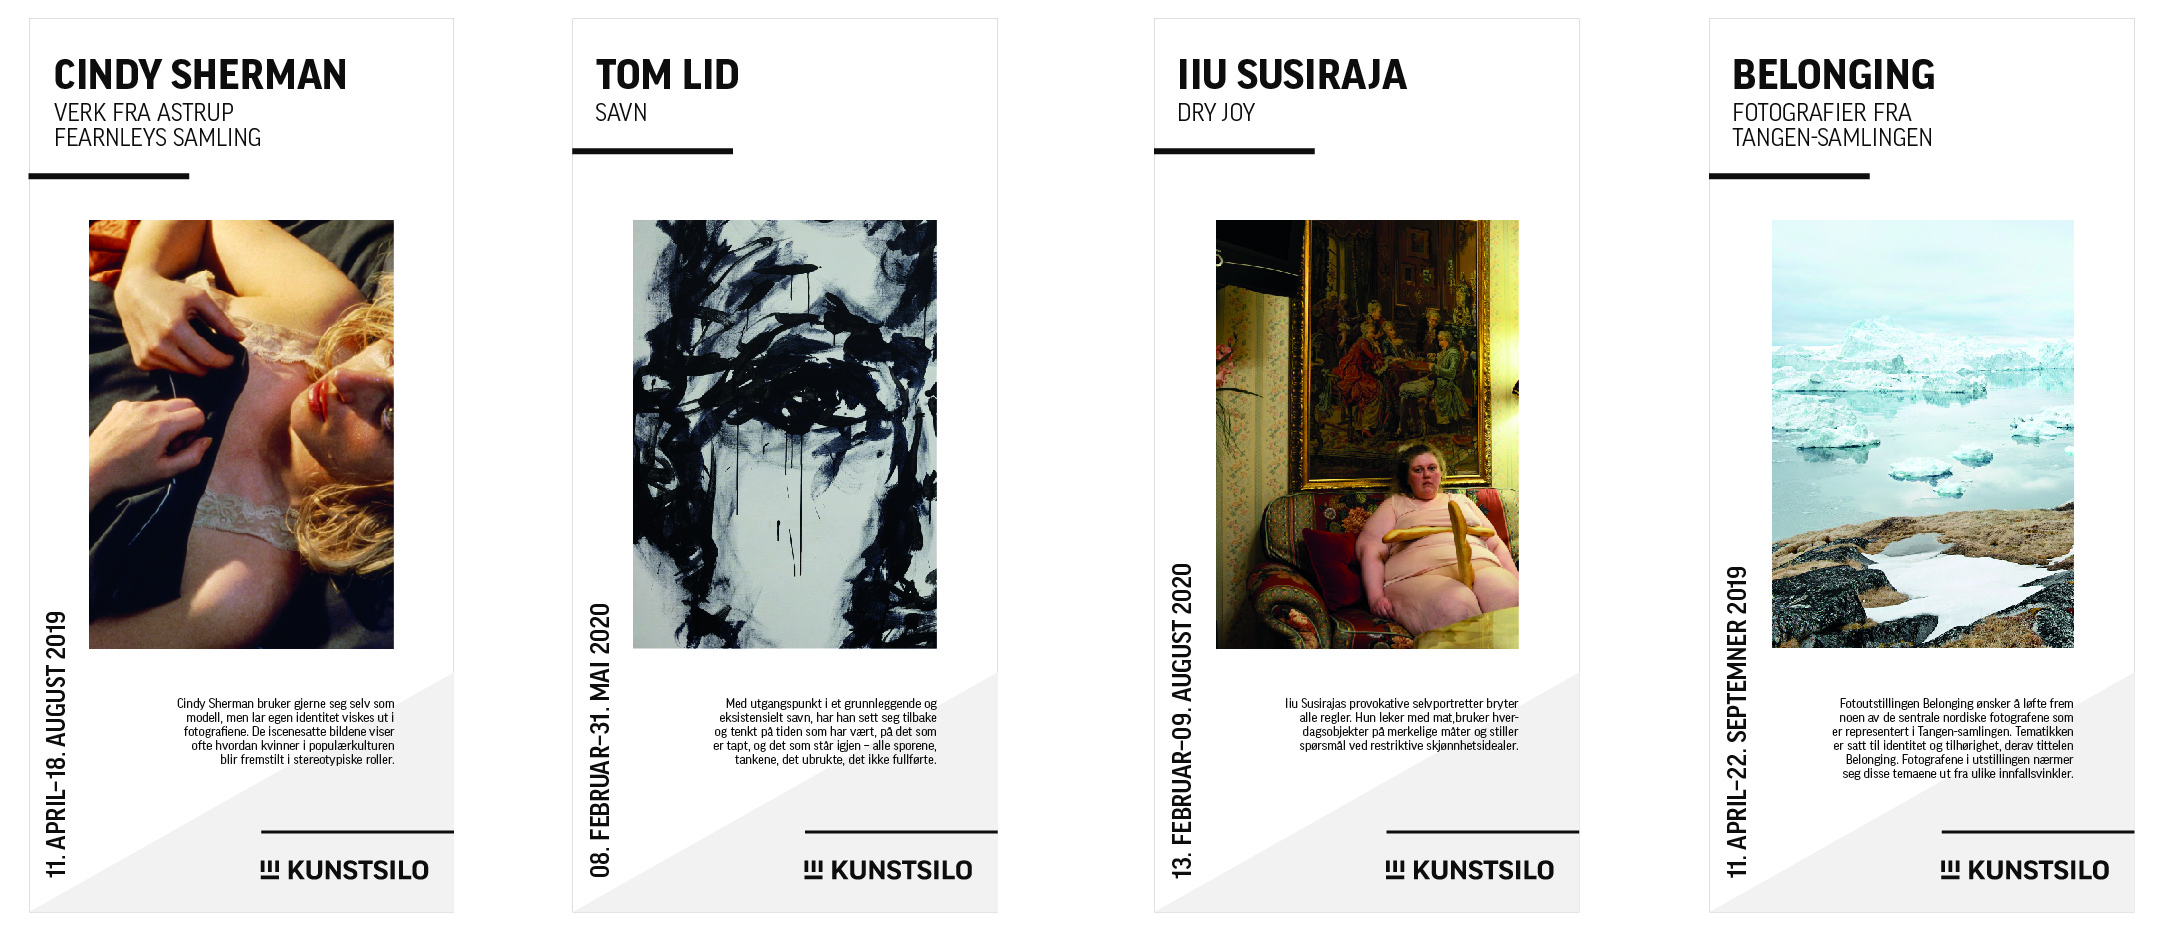 CINDY SHERMAN
VERK FRA ASTRUP
FEARNLEYS SAMLING
11. APRIL–18. AUGUST 2019
Cindy Sherman bruker gjerne seg selv som
modell, men lar egen identitet viskes ut i
fotografiene. De iscenesatte bildene viser
ofte hvordan kvinner i populærkulturen
blir fremstilt i stereotypiske roller.
KUNSTSILO
TOM LID
SAVN
08. FEBRUAR–31. MAI 2020
Med utgangspunkt i et grunnleggende og
eksistensielt savn, har han sett seg tilbake
og tenkt på tiden som har vært, på det som
er tapt, og det som står igjen – alle sporene,
tankene, det ubrukte, det ikke fullførte.
KUNSTSILO
IIU SUSIRAJA
DRY JOY
13. FEBRUAR–09. AUGUST 2020
Iiu Susirajas provokative selvportretter bryter
alle regler. Hun leker med mat,bruker hver-
dagsobjekter på merkelige måter og stiller
spørsmål ved restriktive skjønnhetsidealer.
KUNSTSILO
BELONGING
FOTOGRAFIER FRA
TANGEN-SAMLINGEN
11. APRIL–22. SEPTEMNER 2019
Fotoutstillingen Belonging ønsker å løfte frem
noen av de sentrale nordiske fotografene som
er representert i Tangen-samlingen. Tematikken
er satt til identitet og tilhørighet, derav tittelen
Belonging. Fotografene i utstillingen nærmer
seg disse temaene ut fra ulike innfallsvinkler.
KUNSTSILO